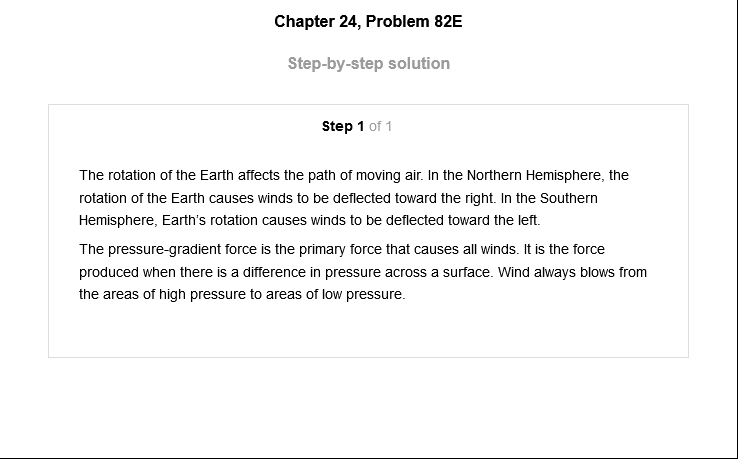 Chapter 24, Problem 82E
Step-by-step solution
Step 1 of 1
The rotation of the Earth affects the path of moving air. In the Northern Hemisphere, the
rotation of the Earth causes winds to be deflected toward the right. In the Southern
Hemisphere, Earth's rotation causes winds to be deflected toward the left.
The pressure-gradient force is the primary force that causes all winds. It is the force
produced when there is a difference in pressure across a surface. Wind always blows from
the areas of high pressure to areas of low pressure.